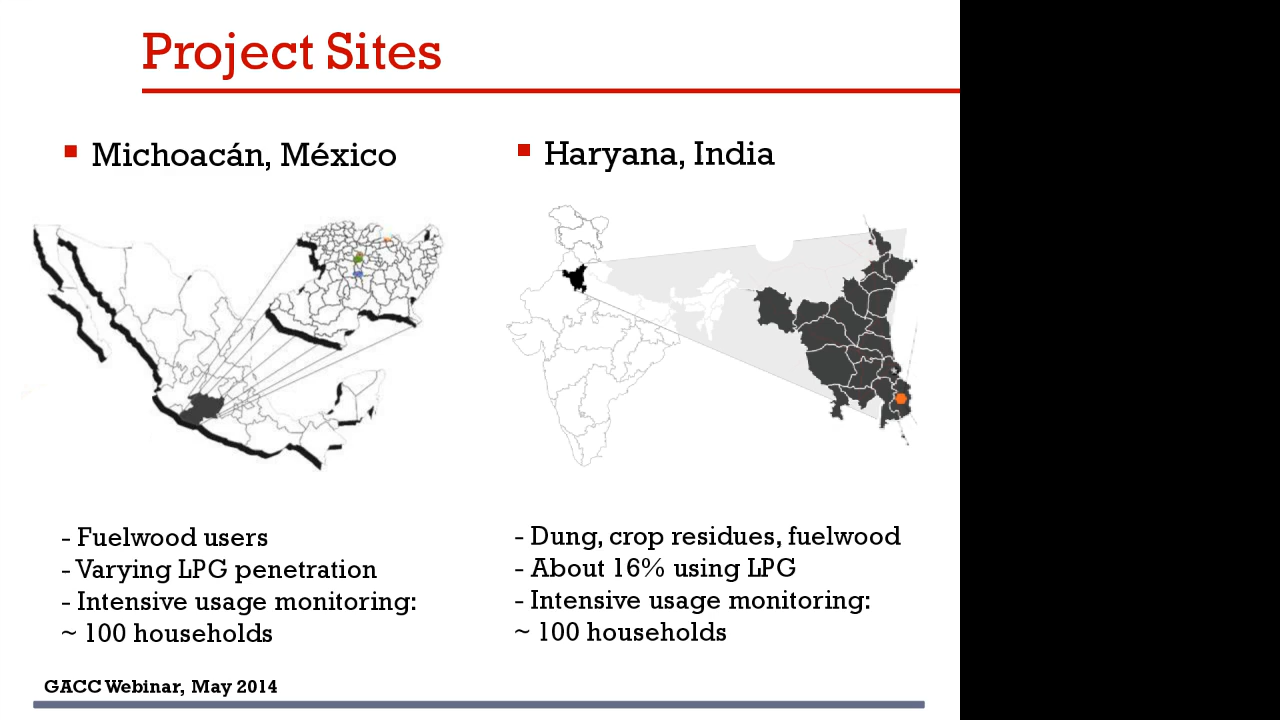 Project Sites
Michoacán, México
Haryana, India
- Fuelwood users
- Varying LPG penetration
- Intensive usage monitoring:
~ 100 households
- Dung, crop residues, fuelwood
- About 16% using LPG
- Intensive usage monitoring:
~ 100 households
GACC Webinar, May 2014